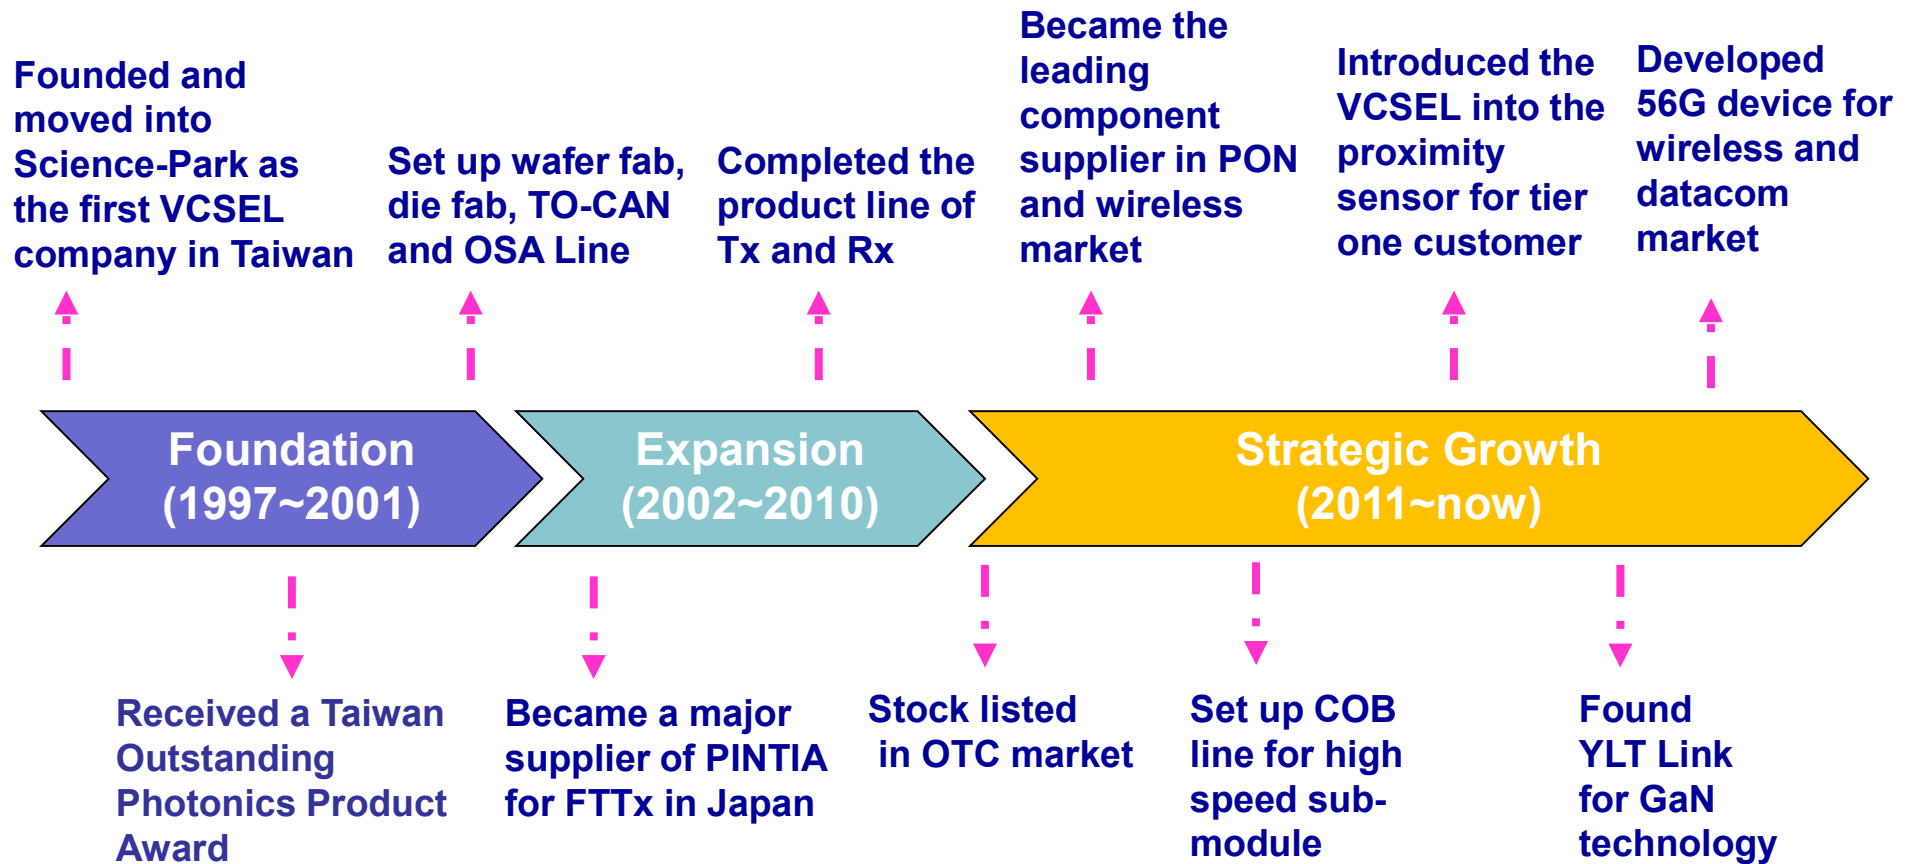 Founded and
moved into
Science-Park as
the first VCSEL
company in Taiwan
Set up wafer fab,
die fab, TO-CAN
and OSA Line
Completed the
product line of
Tx and Rx
Became the
leading
component
supplier in PON
and wireless
market
Introduced the
VCSEL into the
proximity
sensor for tier
one customer
Developed
56G device for
wireless and
datacom
market
Foundation
(1997~2001)
Expansion
(2002~2010)
Strategic Growth
(2011~now)
Received a Taiwan
Outstanding
Photonics Product
Award
Became a major
supplier of PINTIA
for FTTx in Japan
Stock listed
in OTC market
Set up COB
line for high
speed sub-
module
Found
YLT Link
for GaN
technology